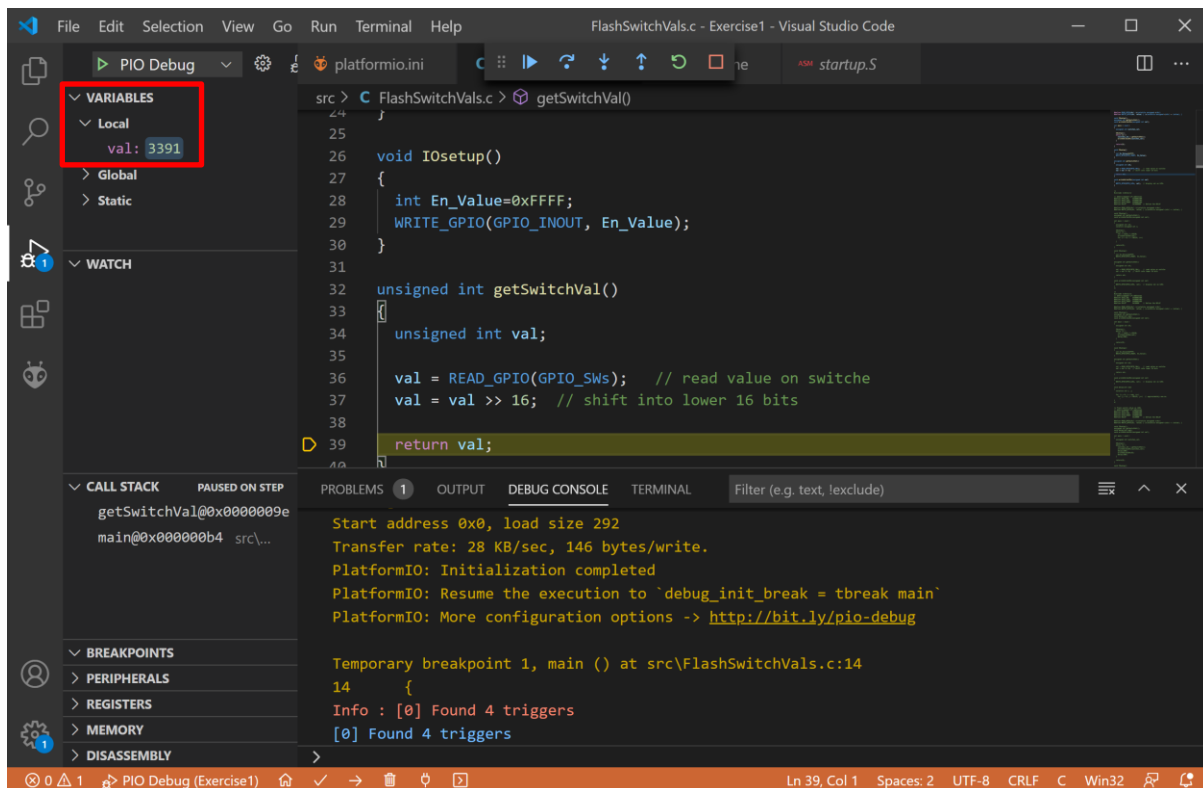 File Edit Selection View Go Run Terminal Help FlashSwitchVals.c - Exercise1 - Visual Studio Code
PIO Debug
platformio.ini C ne ASM startup.S
VARIABLES
Local
val: 3391
Global
Static
WATCH
CALL STACK PAUSED ON STEP
getSwitchVal@0x0000009e
main@0x000000b4 src\...
BREAKPOINTS
PERIPHERALS
REGISTERS
MEMORY
DISASSEMBLY
1
1
src > C FlashSwitchVals.c > getSwitchVal()
24 }
25
26 void IOsetup()
27 {
28 int En_Value=0xFFFF;
29 WRITE_GPIO(GPIO_INOUT, En_Value);
30 }
31
32 unsigned int getSwitchVal()
33 {
34 unsigned int val;
35
36 val = READ_GPIO(GPIO_SWs); // read value on switche
37 val = val >> 16; // shift into lower 16 bits
38
39 return val;
40 }
PROBLEMS 1 OUTPUT DEBUG CONSOLE TERMINAL Filter (e.g. text, !exclude)
Start address 0x0, load size 292
Transfer rate: 28 KB/sec, 146 bytes/write.
PlatformIO: Initialization completed
PlatformIO: Resume the execution to `debug_init_break = tbreak main`
PlatformIO: More configuration options -> http://bit.ly/pio-debug
Temporary breakpoint 1, main () at src\FlashSwitchVals.c:14
14 {
Info : [0] Found 4 triggers
[0] Found 4 triggers
>
0 1 PIO Debug (Exercise1) Ln 39, Col 1 Spaces: 2 UTF-8 CRLF C Win32